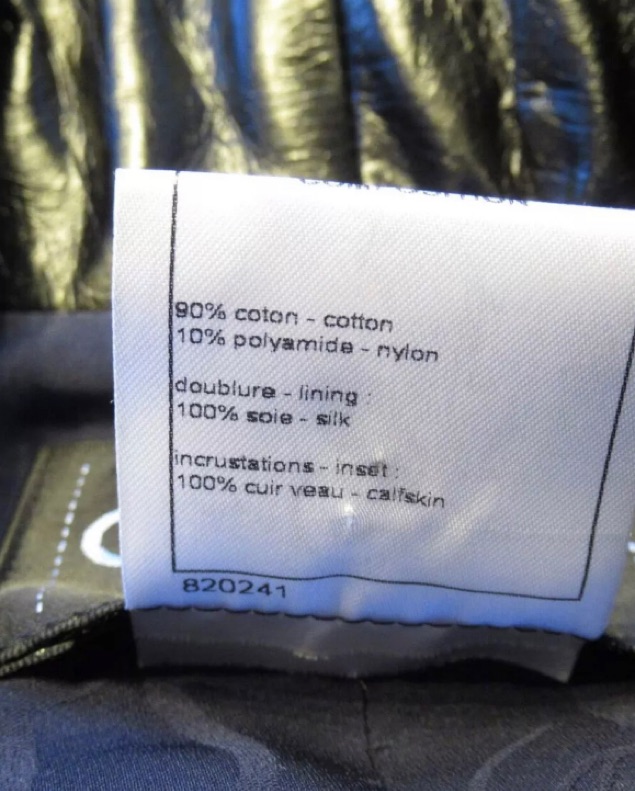 90% coton - cotton
10% polyamide - nylon
doublure - lining :
100% soie - silk
incrustations - inset :
100% cuir veau - calfskin
820241